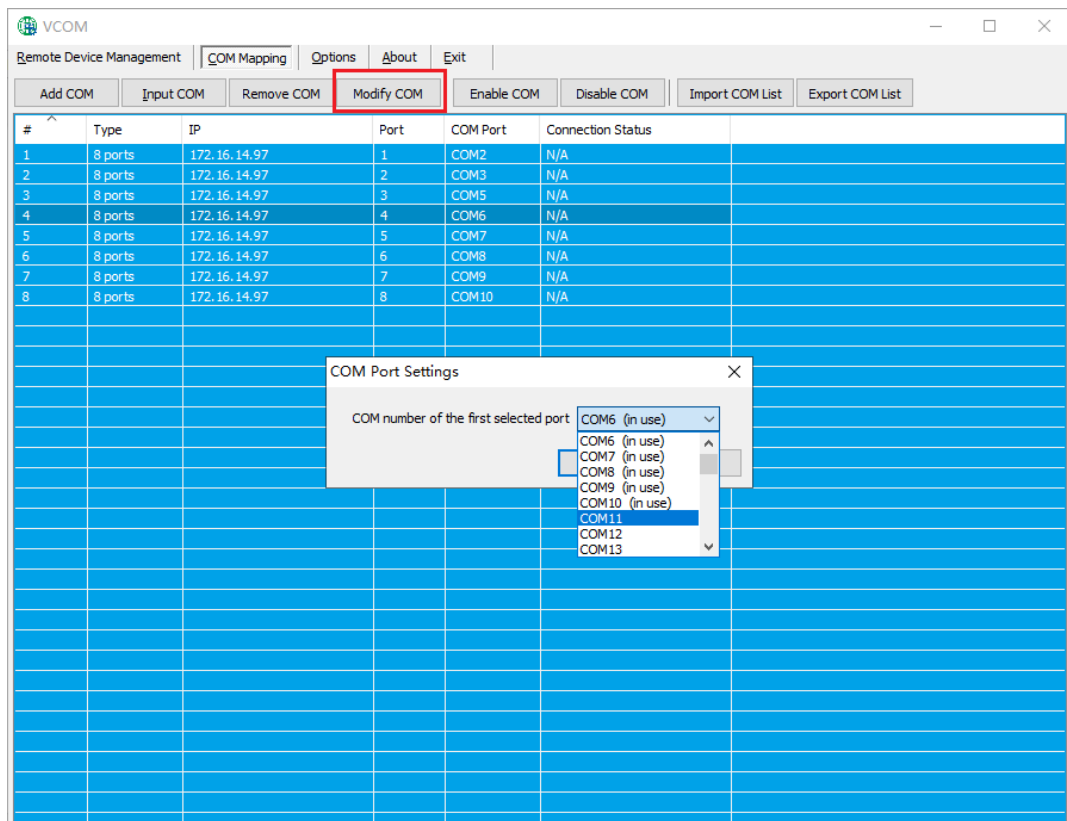 VCOM
Remote Device Management COM Mapping Options About Exit
Add COM Input COM Remove COM Modify COM Enable COM Disable COM Import COM List Export COM List
# Type IP Port COM Port Connection Status
1 8 ports 172.16.14.97 1 COM2 N/A
2 8 ports 172.16.14.97 2 COM3 N/A
3 8 ports 172.16.14.97 3 COM5 N/A
4 8 ports 172.16.14.97 4 COM6 N/A
5 8 ports 172.16.14.97 5 COM7 N/A
6 8 ports 172.16.14.97 6 COM8 N/A
7 8 ports 172.16.14.97 7 COM9 N/A
8 8 ports 172.16.14.97 8 COM10 N/A
COM Port Settings
COM number of the first selected port COM6 (in use)
COM6 (in use)
COM7 (in use)
COM8 (in use)
COM9 (in use)
COM10 (in use)
COM11
COM12
COM13